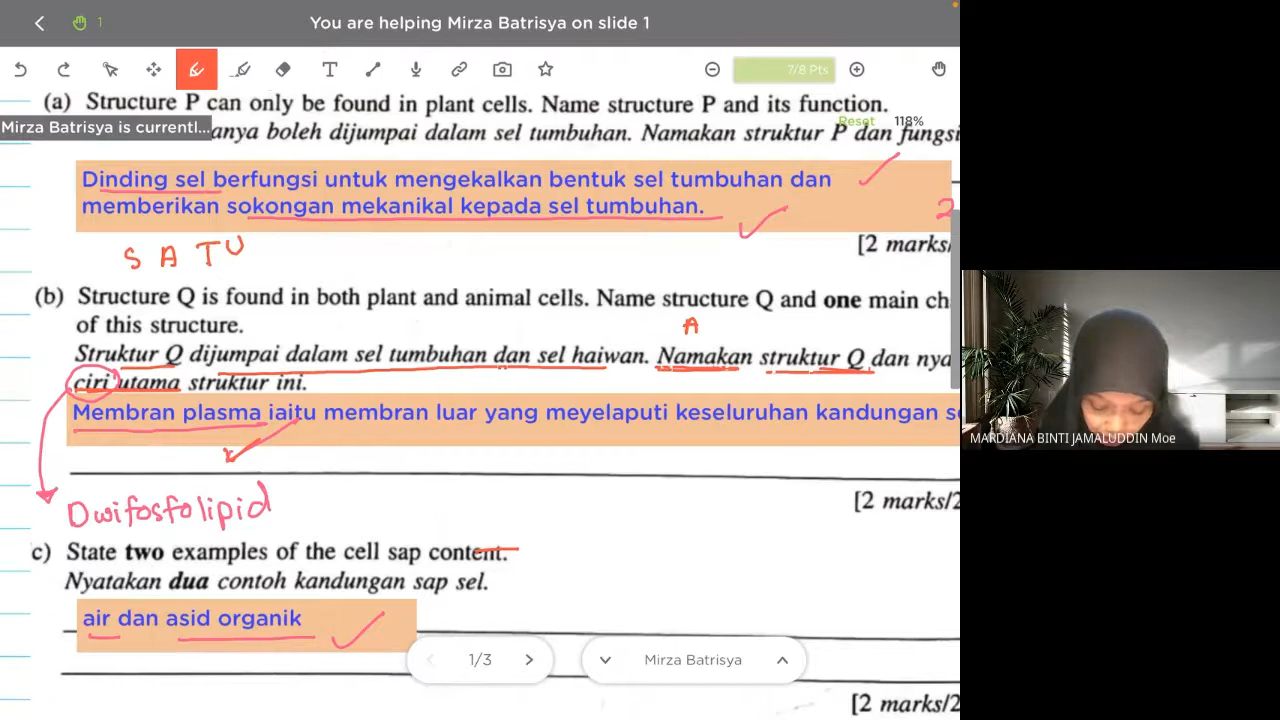 1
You are helping Mirza Batrisya on slide 1
T
7/8 Pts
(a) Structure P can only be found in plant cells. Name structure P and its function.
Mirza Batrisya is currentl...
Reset
118%
anya boleh dijumpai dalam sel tumbuhan. Namakan struktur P dan fungsi
Dinding sel berfungsi untuk mengekalkan bentuk sel tumbuhan dan
memberikan sokongan mekanikal kepada sel tumbuhan.
2
[2 marks/
S A T U
(b) Structure Q is found in both plant and animal cells. Name structure Q and one main ch
of this structure.
A
Struktur Q dijumpai dalam sel tumbuhan dan sel haiwan. Namakan struktur Q dan nya
ciri utama struktur ini.
Membran plasma iaitu membran luar yang meyelaputi keseluruhan kandungan se
[2 marks/2
Dwifosfolipid
c) State two examples of the cell sap content.
Nyatakan dua contoh kandungan sap sel.
air dan asid organik
1/3
Mirza Batrisya
[2 marks/2
MARDIANA BINTI JAMALUDDIN Moe